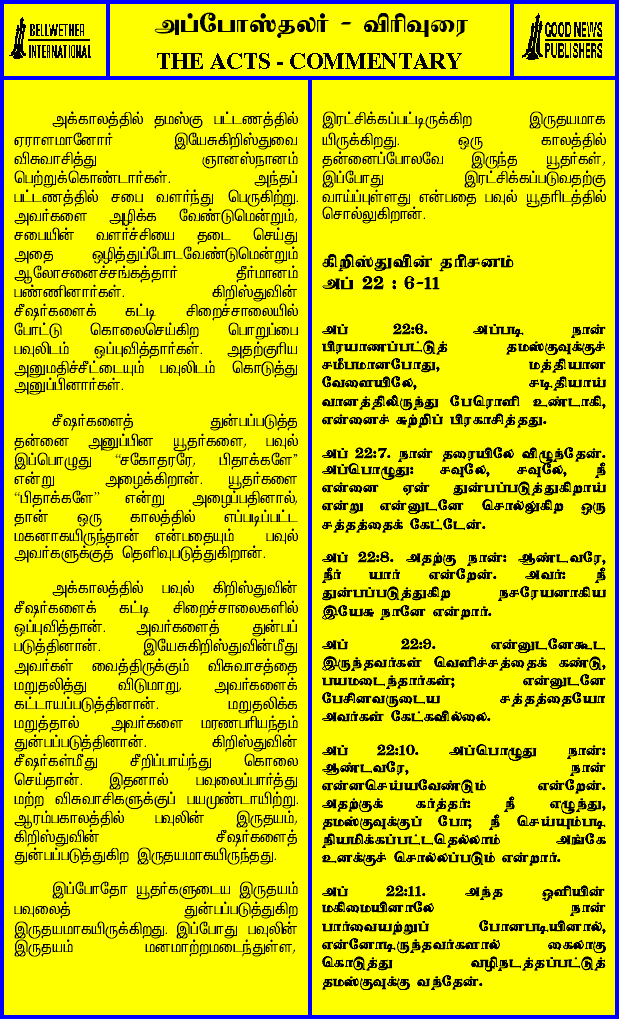 BELLWETHER
INTERNATIONAL
அப்போஸ்தலர் - விரிவுரை
THE ACTS - COMMENTARY
GOOD NEWS
PUBLISHERS
அக்காலத்தில் தமஸ்கு பட்டணத்தில்
ஏராளமானோர் இயேசுகிறிஸ்துவை
விசுவாசித்து ஞானஸ்நானம்
பெற்றுக்கொண்டார்கள். அந்தப்
பட்டணத்தில் சபை வளர்ந்து பெருகிற்று.
அவர்களை அழிக்க வேண்டுமென்றும்,
சபையின் வளர்ச்சியை தடை செய்து
அதை ஒழித்துப்போடவேண்டுமென்றும்
ஆலோசனைச்சங்கத்தார் தீர்மானம்
பண்ணினார்கள். கிறிஸ்துவின்
சீஷர்களைக் கட்டி சிறைச்சாலையில்
போட்டு கொலைசெய்கிற பொறுப்பை
பவுலிடம் ஒப்புவித்தார்கள். அதற்குரிய
அனுமதிச்சீட்டையும் பவுலிடம் கொடுத்து
அனுப்பினார்கள்.
சீஷர்களைத் துன்பப்படுத்த
தன்னை அனுப்பின யூதர்களை, பவுல்
இப்பொழுது “சகோதரரே, பிதாக்களே”
என்று அழைக்கிறான். யூதர்களை
“பிதாக்களே” என்று அழைப்பதினால்,
தான் ஒரு காலத்தில் எப்படிப்பட்ட
மகனாகயிருந்தான் என்பதையும் பவுல்
அவர்களுக்குத் தெளிவுபடுத்துகிறான்.
அக்காலத்தில் பவுல் கிறிஸ்துவின்
சீஷர்களைக் கட்டி சிறைச்சாலைகளில்
ஒப்புவித்தான். அவர்களைத் துன்பப்
படுத்தினான். இயேசுகிறிஸ்துவின்மீது
அவர்கள் வைத்திருக்கும் விசுவாசத்தை
மறுதலித்து விடுமாறு, அவர்களைக்
கட்டாயப்படுத்தினான். மறுதலிக்க
மறுத்தால் அவர்களை மரணபரியந்தம்
துன்பப்படுத்தினான். கிறிஸ்துவின்
சீஷர்கள்மீது சீறிப்பாய்ந்து கொலை
செய்தான். இதனால் பவுலைப்பார்த்து
மற்ற விசுவாசிகளுக்குப் பயமுண்டாயிற்று.
ஆரம்பகாலத்தில் பவுலின் இருதயம்,
கிறிஸ்துவின் சீஷர்களைத்
துன்பப்படுத்துகிற இருதயமாகயிருந்தது.
இப்போதோ யூதர்களுடைய இருதயம்
பவுலைத் துன்பப்படுத்துகிற
இருதயமாகயிருக்கிறது. இப்போது பவுலின்
இருதயம் மனமாற்றமடைந்துள்ள,
இரட்சிக்கப்பட்டிருக்கிற இருதயமாக
யிருக்கிறது. ஒரு காலத்தில்
தன்னைப்போலவே இருந்த யூதர்கள்,
இப்போது இரட்சிக்கப்படுவதற்கு
வாய்ப்புள்ளது என்பதை பவுல் யூதரிடத்தில்
சொல்லுகிறான்.
கிறிஸ்துவின் தரிசனம்
அப் 22 : 6-11
அப் 22:6. அப்படி நான்
பிரயாணப்பட்டுத் தமஸ்குவுக்குச்
சமீபமானபோது, மத்தியான
வேளையிலே, சடிதியாய்
வானத்திலிருந்து பேரொளி உண்டாகி,
என்னைச் சுற்றிப் பிரகாசித்தது.
அப் 22:7. நான் தரையிலே விழுந்தேன்.
அப்பொழுது: சவுலே, சவுலே, நீ
என்னை ஏன் துன்பப்படுத்துகிறாய்
என்று என்னுடனே சொல்லுகிற ஒரு
சத்தத்தைக் கேட்டேன்.
அப் 22:8. அதற்கு நான்: ஆண்டவரே,
நீர் யார் என்றேன். அவர்: நீ
துன்பப்படுத்துகிற நசரேயனாகிய
இயேசு நானே என்றார்.
அப் 22:9. என்னுடனேகூட
இருந்தவர்கள் வெளிச்சத்தைக் கண்டு,
பயமடைந்தார்கள்; என்னுடனே
பேசினவருடைய சத்தத்தையோ
அவர்கள் கேட்கவில்லை.
அப் 22:10. அப்பொழுது நான்:
ஆண்டவரே, நான்
என்னசெய்யவேண்டும் என்றேன்.
அதற்குக் கர்த்தர்: நீ எழுந்து,
தமஸ்குவுக்குப் போ; நீ செய்யும்படி
நியமிக்கப்பட்டதெல்லாம் அங்கே
உனக்குச் சொல்லப்படும் என்றார்.
அப் 22:11. அந்த ஒளியின்
மகிமையினாலே நான்
பார்வையற்றுப் போனபடியினால்,
என்னோடிருந்தவர்களால் கைலாகு
கொடுத்து வழிநடத்தப்பட்டுத்
தமஸ்குவுக்கு வந்தேன்.